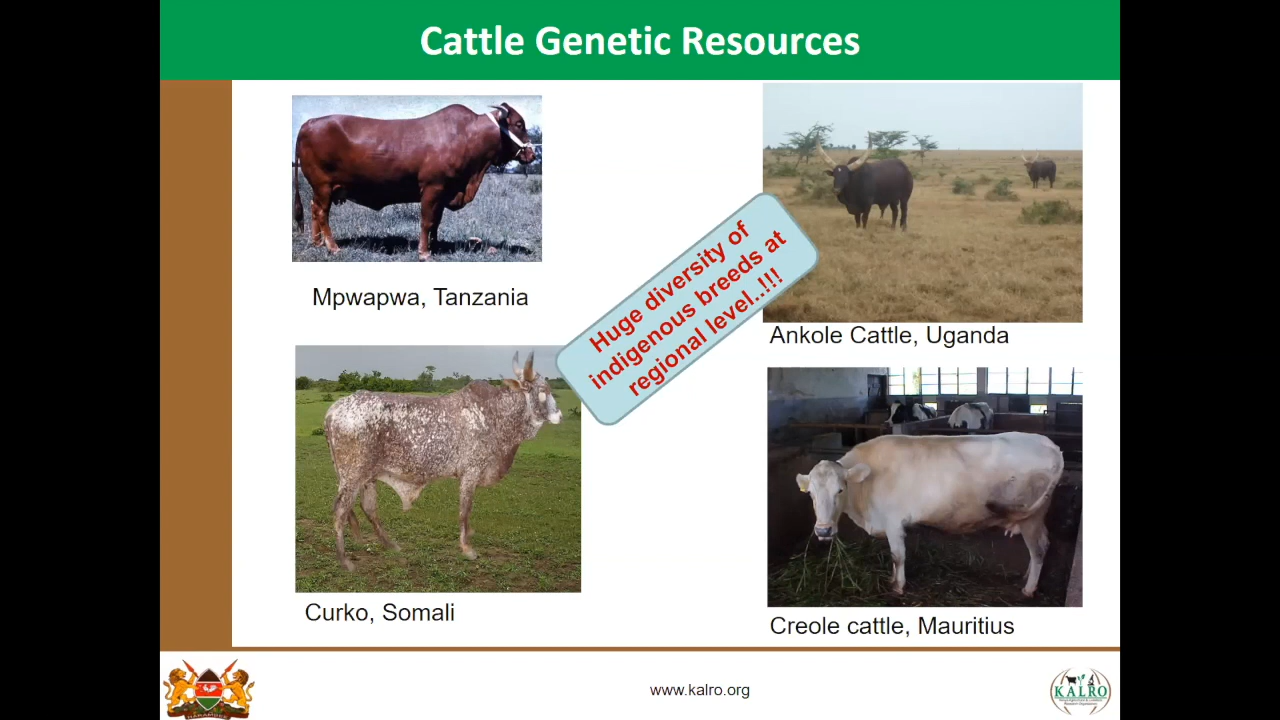 Cattle Genetic Resources
Mpwapwa, Tanzania
Huge diversity of
indigenous breeds at
regional level..!!!
Ankole Cattle, Uganda
Curko, Somali
Creole cattle, Mauritius
HARAMBEE
www.kalro.org
KALRO